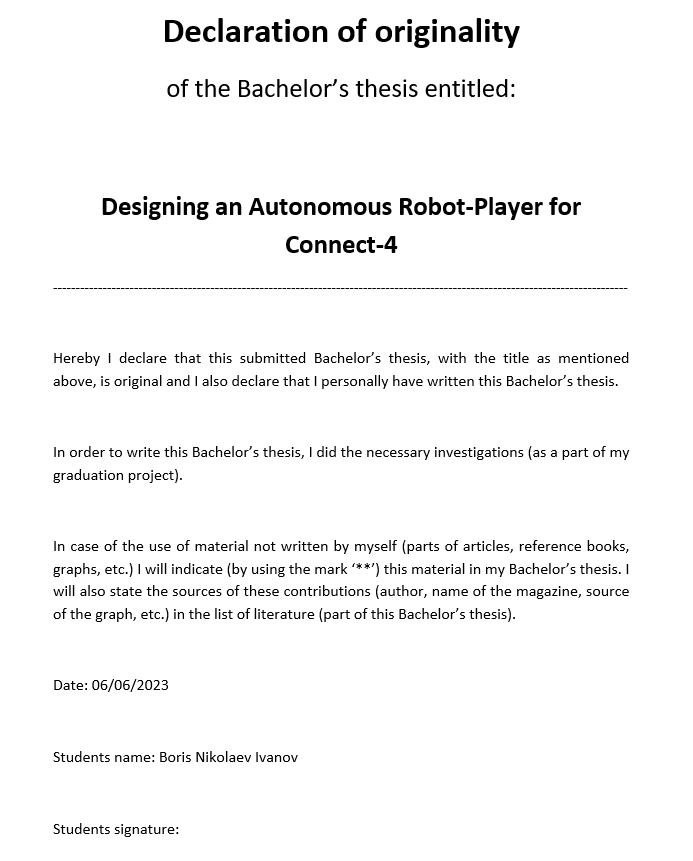 Declaration of originality
of the Bachelor’s thesis entitled:
Designing an Autonomous Robot-Player for
Connect-4
-----------------------------------------------------------------------------------------------------------------------------------
Hereby I declare that this submitted Bachelor’s thesis, with the title as mentioned
above, is original and I also declare that I personally have written this Bachelor’s thesis.
In order to write this Bachelor’s thesis, I did the necessary investigations (as a part of my
graduation project).
In case of the use of material not written by myself (parts of articles, reference books,
graphs, etc.) I will indicate (by using the mark ‘**’) this material in my Bachelor’s thesis. I
will also state the sources of these contributions (author, name of the magazine, source
of the graph, etc.) in the list of literature (part of this Bachelor’s thesis).
Date: 06/06/2023
Students name: Boris Nikolaev Ivanov
Students signature: